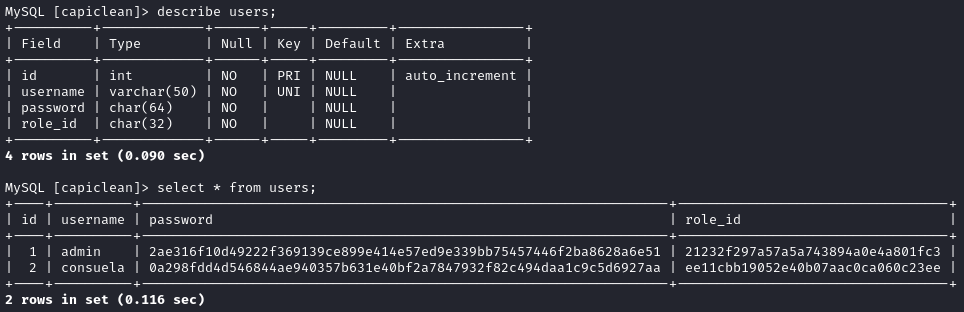 MySQL [capiclean]> describe users;
+----------+-------------+------+-----+---------+----------------+
| Field    | Type        | Null | Key | Default | Extra          |
+----------+-------------+------+-----+---------+----------------+
| id       | int         | NO   | PRI | NULL    | auto_increment |
| username | varchar(50) | NO   | UNI | NULL    |                |
| password | char(64)    | NO   |     | NULL    |                |
| role_id  | char(32)    | NO   |     | NULL    |                |
+----------+-------------+------+-----+---------+----------------+
4 rows in set (0.090 sec)
MySQL [capiclean]> select * from users;
+----+----------+------------------------------------------------------------------+----------------------------------+
| id | username | password                                                         | role_id                          |
+----+----------+------------------------------------------------------------------+----------------------------------+
|  1 | admin    | 2ae316f10d49222f369139ce899e414e57ed9e339bb75457446f2ba8628a6e51 | 21232f297a57a5a743894a0e4a801fc3 |
|  2 | consuela | 0a298fdd4d546844ae940357b631e40bf2a7847932f82c494daa1c9c5d6927aa | ee11cbb19052e40b07aac0ca060c23ee |
+----+----------+------------------------------------------------------------------+----------------------------------+
2 rows in set (0.116 sec)